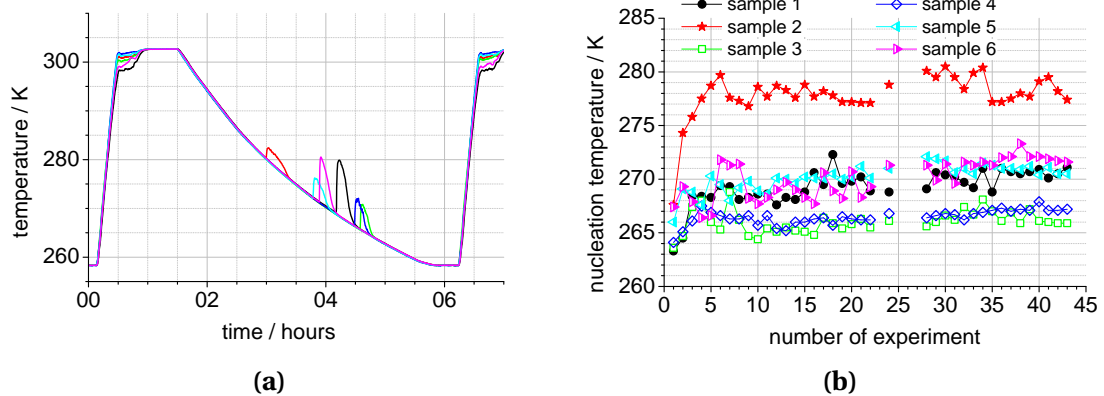 300
280
260
00
02
04
06
temperature / K
time / hours
(a)
sample 1
sample 2
sample 3
sample 4
sample 5
sample 6
285
280
275
270
265
260
0
5
10
15
20
25
30
35
40
45
nucleation temperature / K
number of experiment
(b)